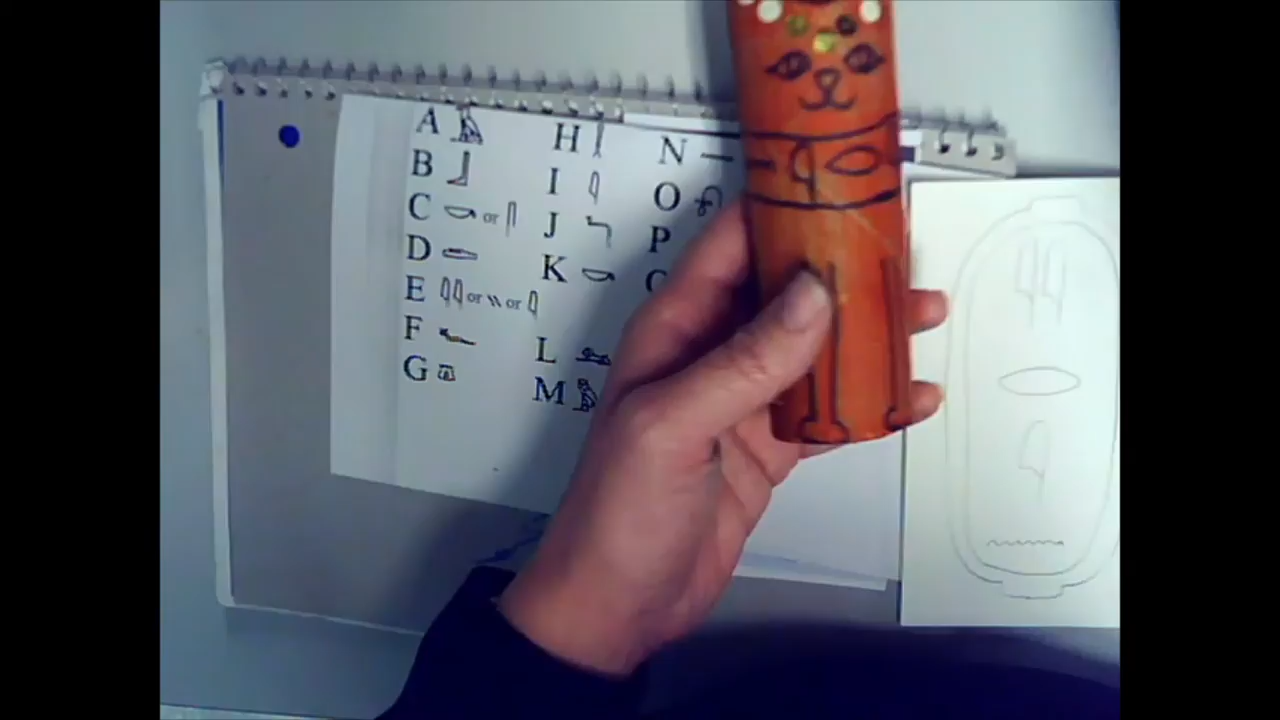 A H N
B I O
C or J P
D K
E or or
F L
G M